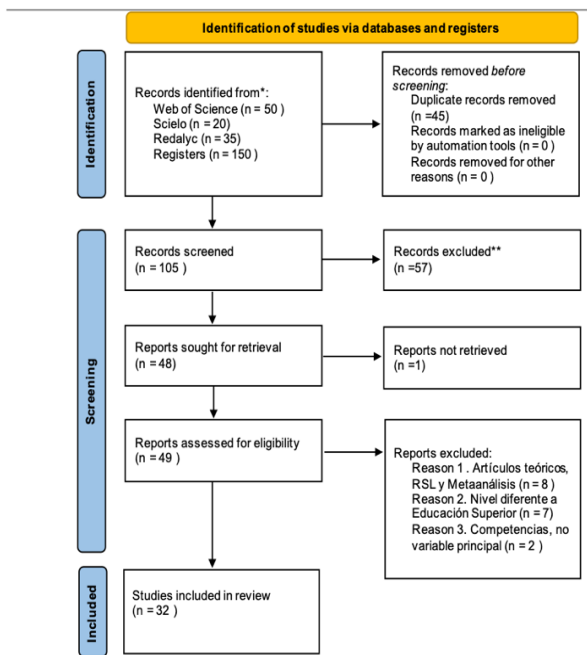 Identification of studies via databases and registers
Identification
Records identified from*:
Web of Science (n = 50 )
Scielo (n = 20)
Redalyc (n = 35)
Registers (n = 150 )
Records removed before
screening:
Duplicate records removed
(n =45)
Records marked as ineligible
by automation tools (n = 0 )
Records removed for other
reasons (n = 0 )
Screening
Records screened
(n = 105 )
Records excluded**
(n =57)
Reports sought for retrieval
(n = 48)
Reports not retrieved
(n =1)
Reports assessed for eligibility
(n = 49 )
Reports excluded:
Reason 1 . Artículos teóricos,
RSL y Metaanálisis (n = 8 )
Reason 2. Nivel diferente a
Educación Superior (n = 7)
Reason 3. Competencias, no
variable principal (n = 2 )
Included
Studies included in review
(n = 32 )